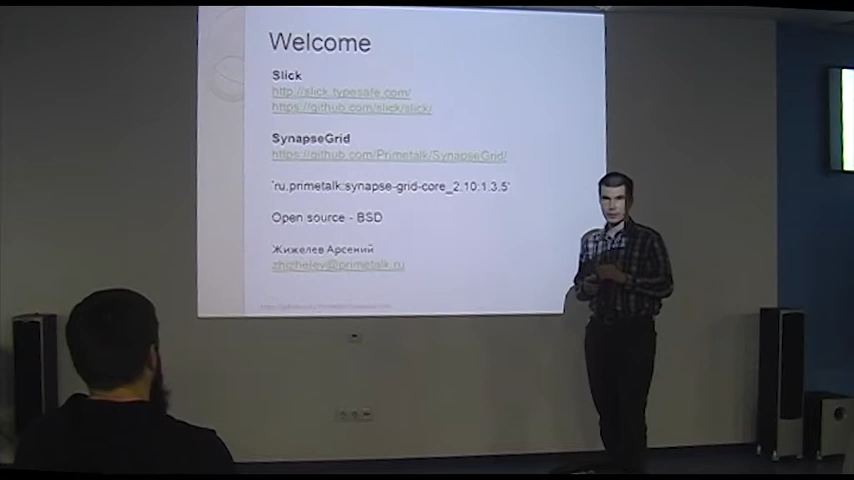 Welcome
Slick
http://slick.typesafe.com/
https://github.com/slick/slick/
SynapseGrid
https://github.com/Primetalk/SynapseGrid/
'ru.primetalk:synapse-grid-core_2.10:1.3.5'
Open source - BSD
Жижелев Арсений
zhizhelev@primetalk.ru